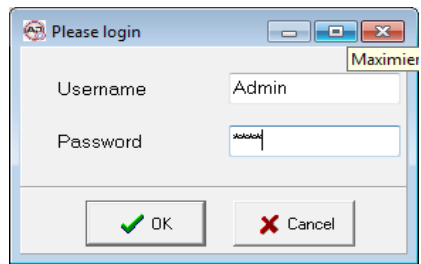 Please login
Maximier
Username
Admin
Password
*****
OK
Cancel